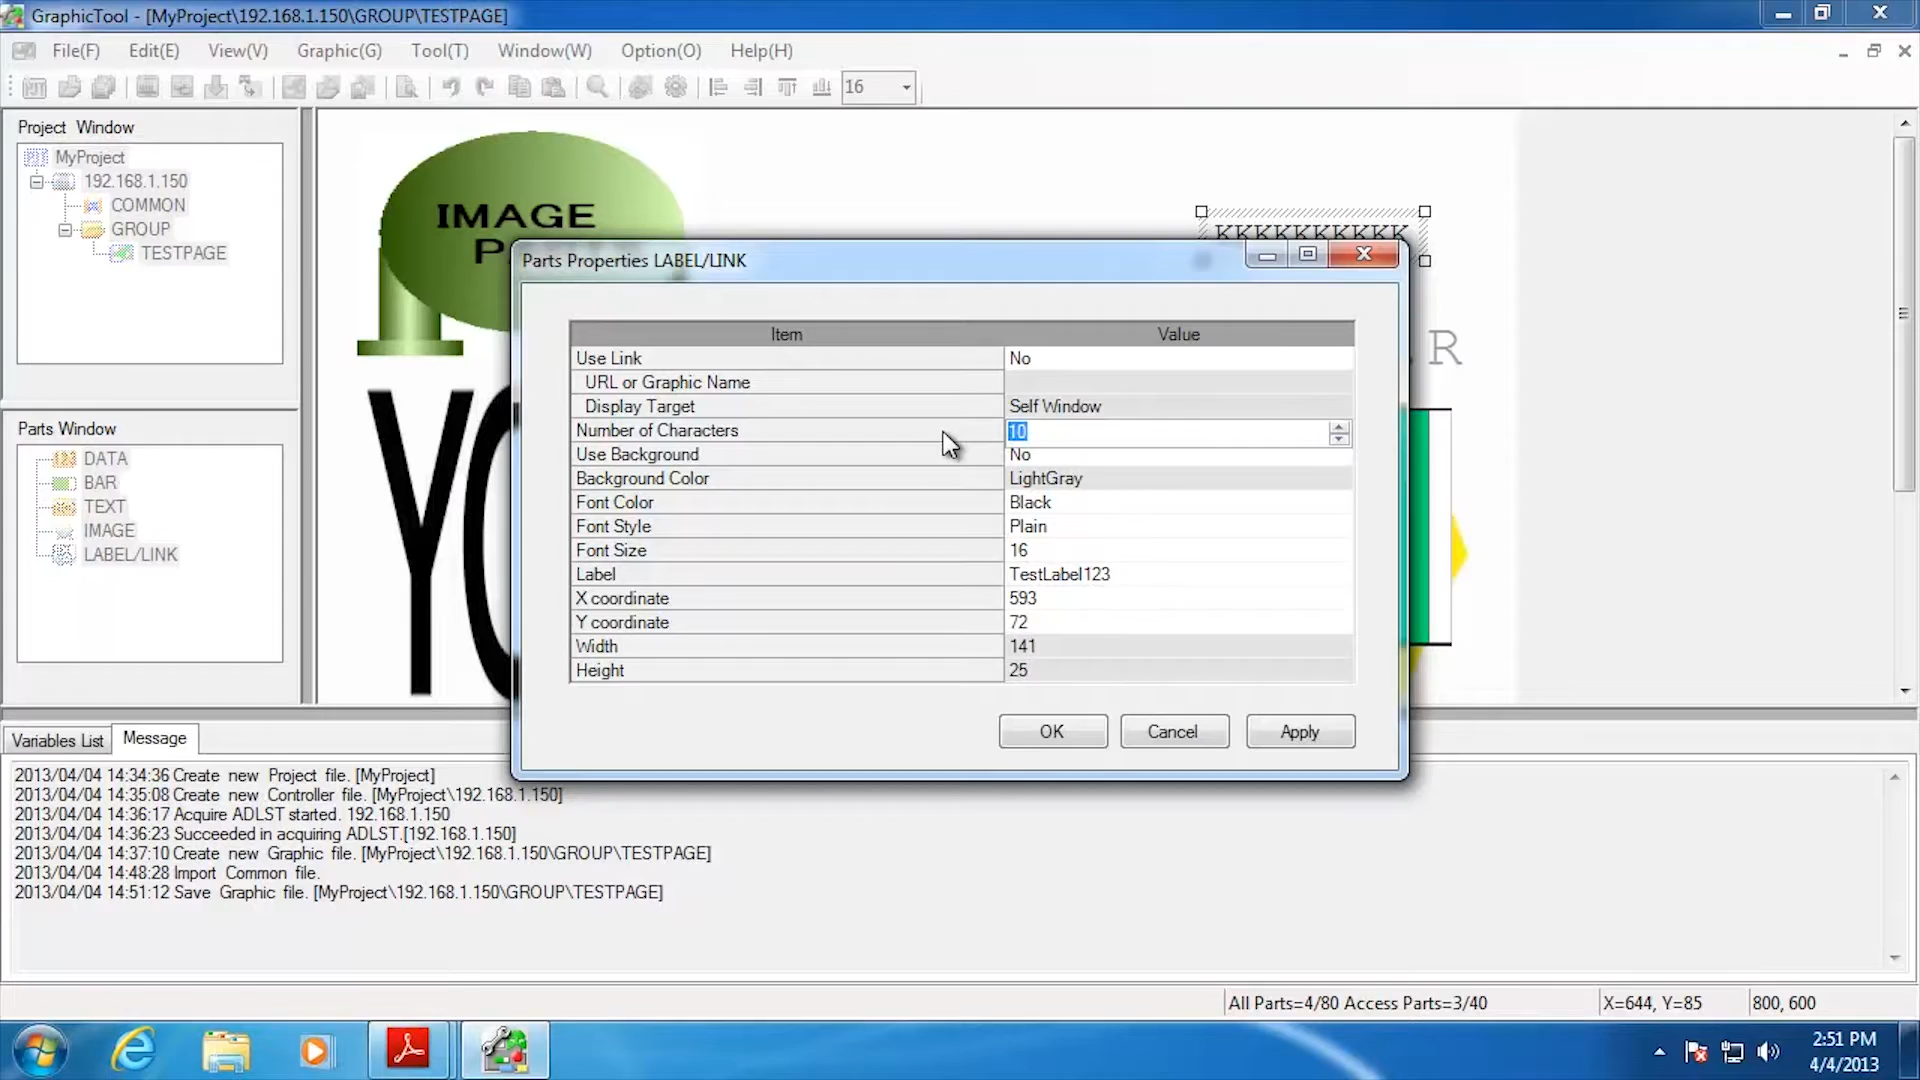 GraphicTool - [MyProject\192.168.1.150\GROUP\TESTPAGE]
File(F) Edit(E) View(V) Graphic(G) Tool(T) Window(W) Option(O) Help(H)
16
Project Window
MyProject
192.168.1.150
COMMON
GROUP
TESTPAGE
IMAGE
KKKKKKKKKK
R
Parts Properties LABEL/LINK
Item Value
Use Link No
URL or Graphic Name
Display Target Self Window
Number of Characters 10
Use Background No
Background Color LightGray
Font Color Black
Font Style Plain
Font Size 16
Label TestLabel123
X coordinate 593
Y coordinate 72
Width 141
Height 25
OK Cancel Apply
Parts Window
DATA
BAR
TEXT
IMAGE
LABEL/LINK
Variables List Message
2013/04/04 14:34:36 Create new Project file. [MyProject]
2013/04/04 14:35:08 Create new Controller file. [MyProject\192.168.1.150]
2013/04/04 14:36:17 Acquire ADLST started. 192.168.1.150
2013/04/04 14:36:23 Succeeded in acquiring ADLST.[192.168.1.150]
2013/04/04 14:37:10 Create new Graphic file. [MyProject\192.168.1.150\GROUP\TESTPAGE]
2013/04/04 14:48:28 Import Common file.
2013/04/04 14:51:12 Save Graphic file. [MyProject\192.168.1.150\GROUP\TESTPAGE]
All Parts=4/80 Access Parts=3/40 X=644, Y=85 800, 600
2:51 PM
4/4/2013